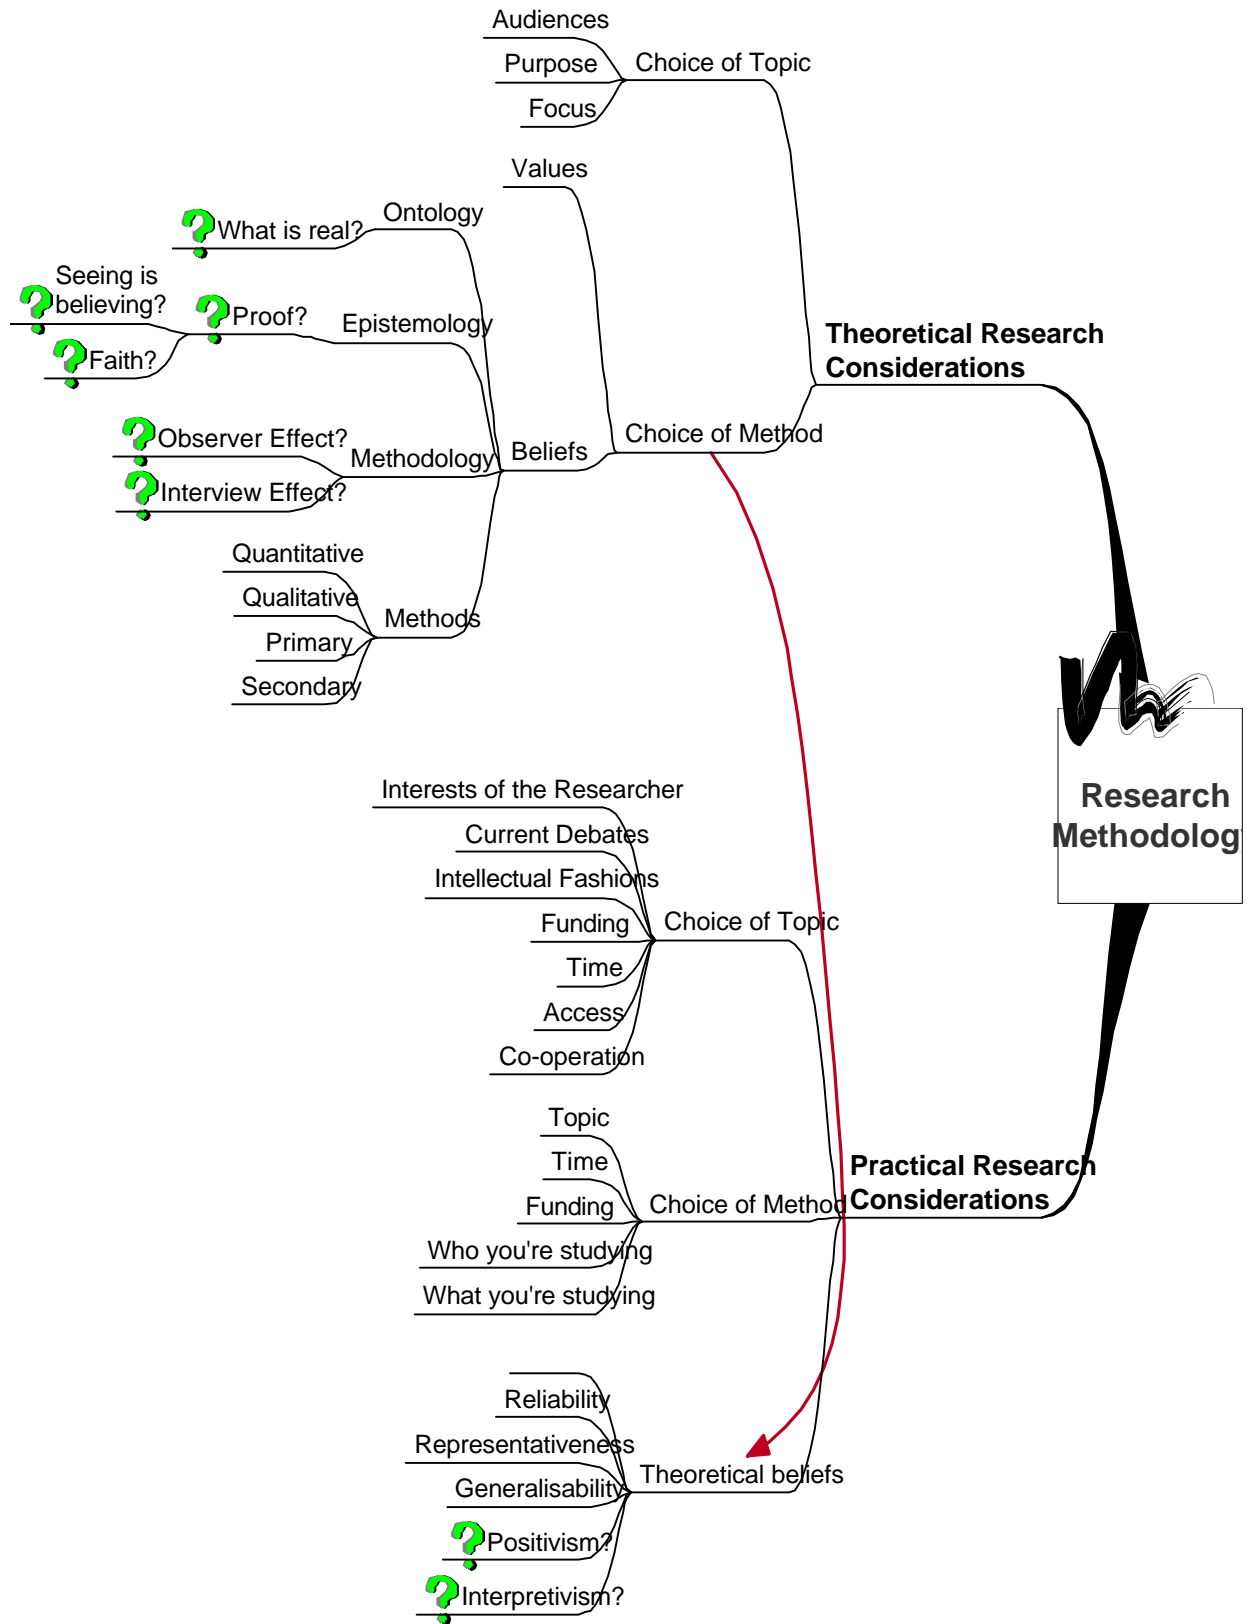 Audiences
Purpose
Focus
Choice of Topic
Values
Ontology
What is real?
Seeing is
believing?
Faith?
Proof?
Epistemology
Observer Effect?
Interview Effect?
Methodology
Beliefs
Choice of Method
Theoretical Research
Considerations
Quantitative
Qualitative
Primary
Secondary
Methods
Research
Methodology
Interests of the Researcher
Current Debates
Intellectual Fashions
Funding
Time
Access
Co-operation
Choice of Topic
Topic
Time
Funding
Who you're studying
What you're studying
Choice of Method
Practical Research
Considerations
Reliability
Representativeness
Generalisability
Positivism?
Interpretivism?
Theoretical beliefs